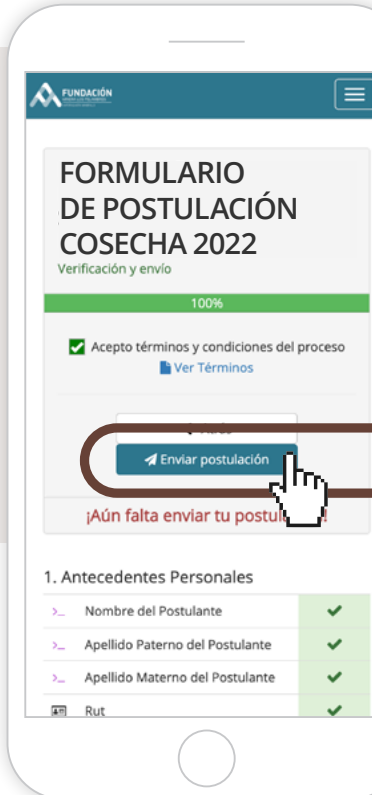 FUNDACIÓN
FORMULARIO
DE POSTULACIÓN
COSECHA 2022
Verificación y envío
100%
Acepto términos y condiciones del proceso
Ver Términos
Enviar postulación
¡Aún falta enviar tu
1. Antecedentes Personales
Nombre del Postulante
Apellido Paterno del Postulante
Apellido Materno del Postulante
Rut